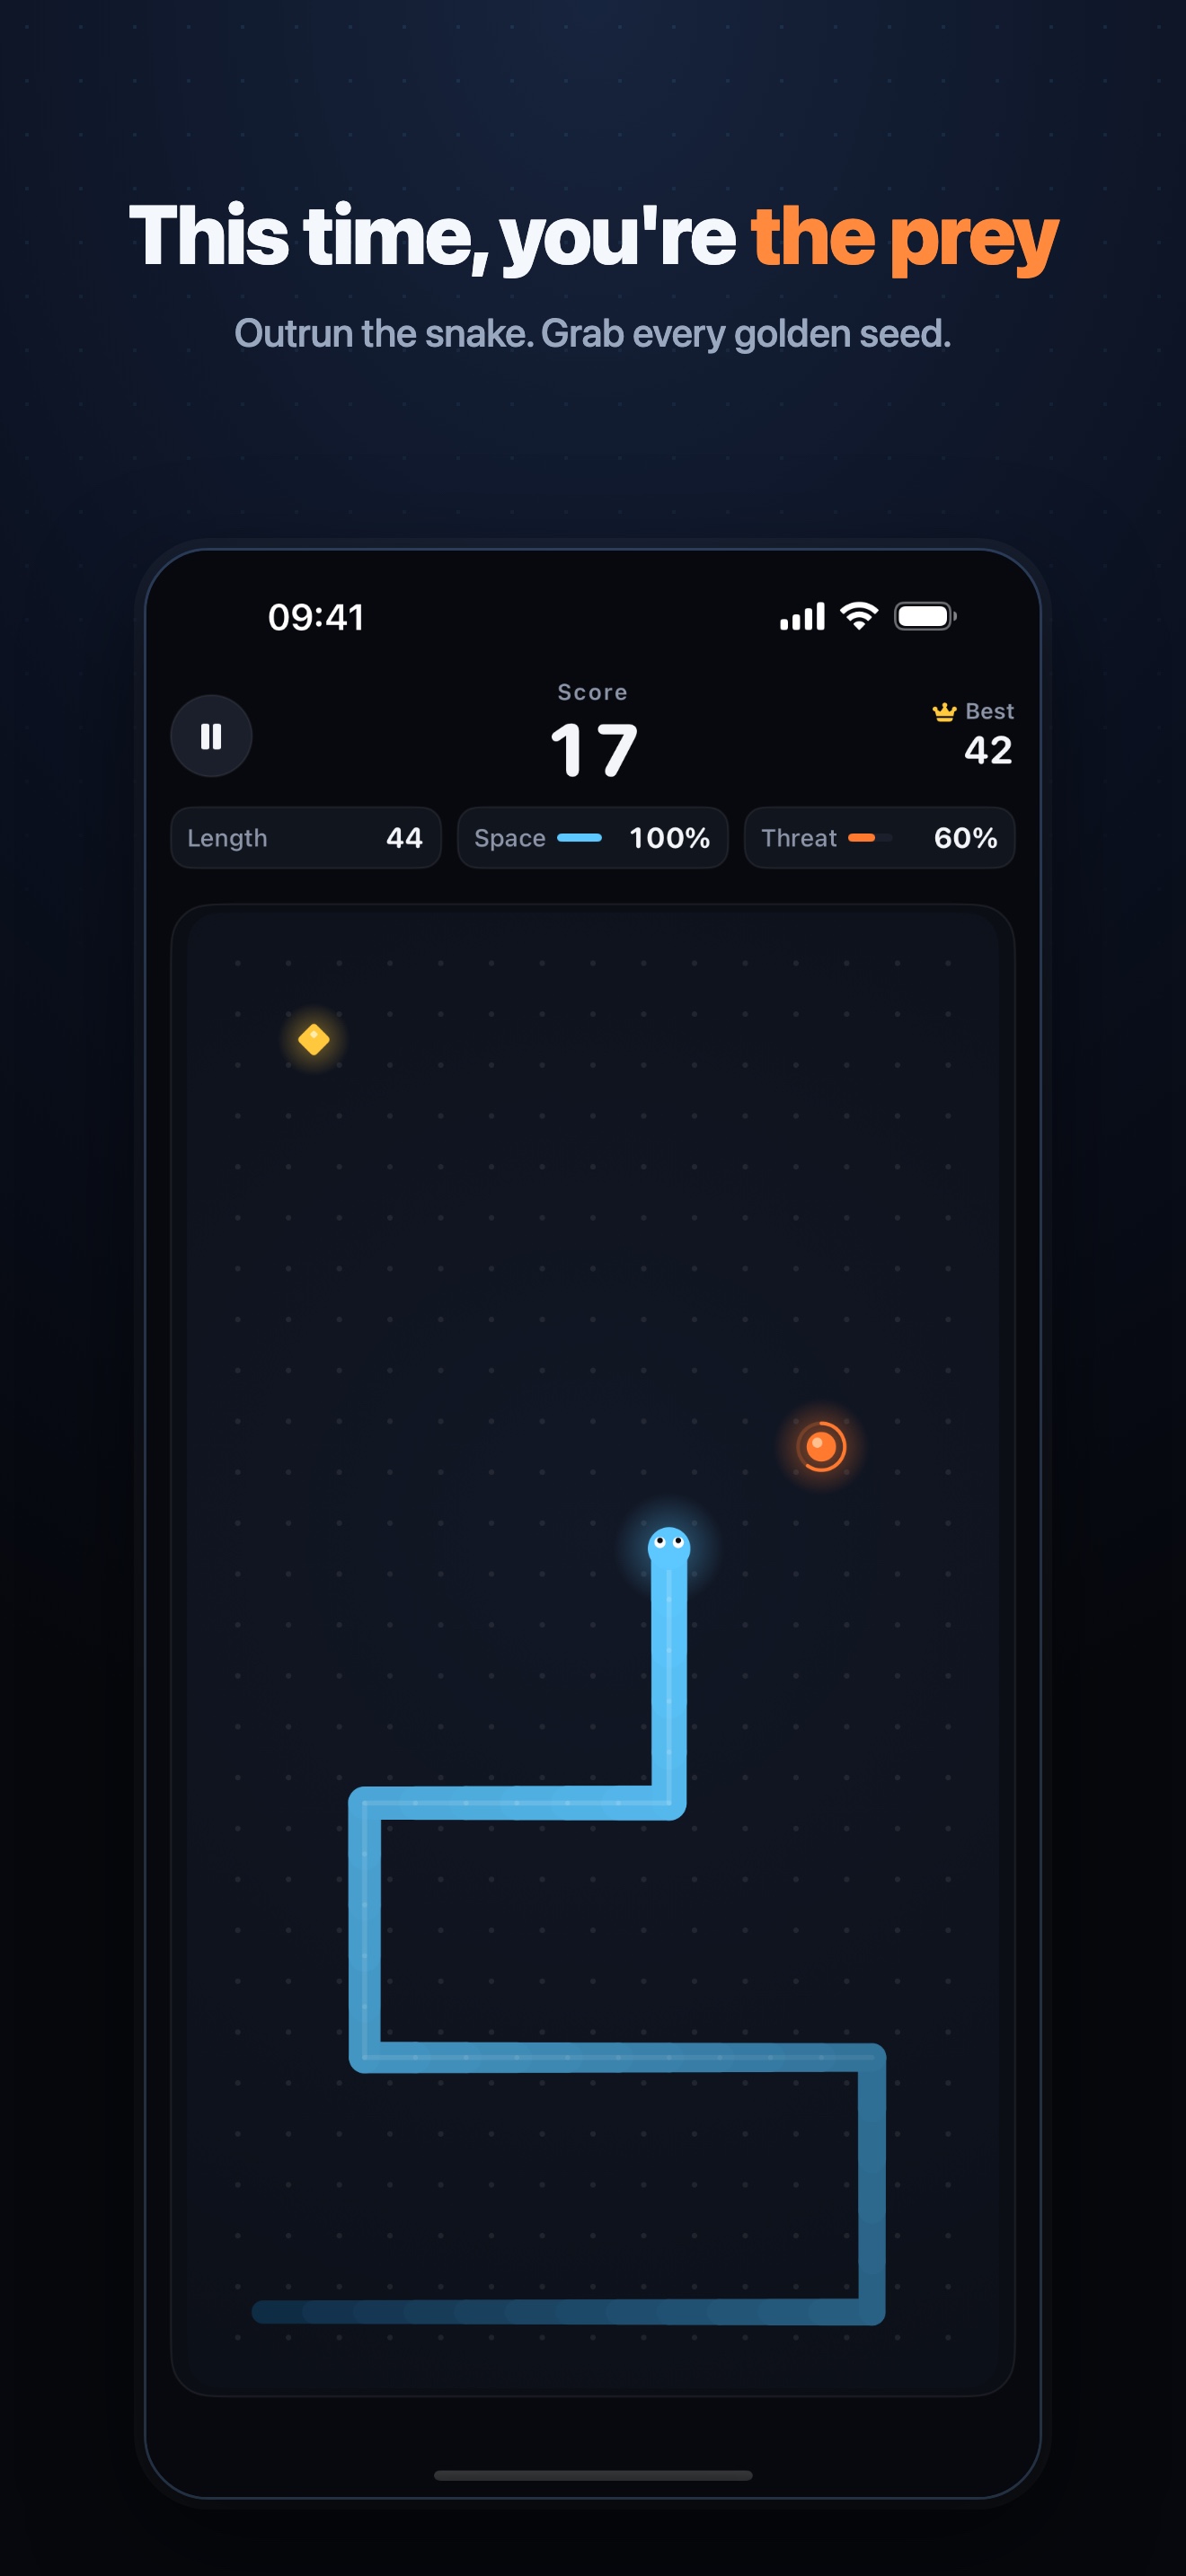 This time, you're the prey
Outrun the snake. Grab every golden seed.
09:41
Score
17
Best
42
Length 44
Space 100%
Threat 60%